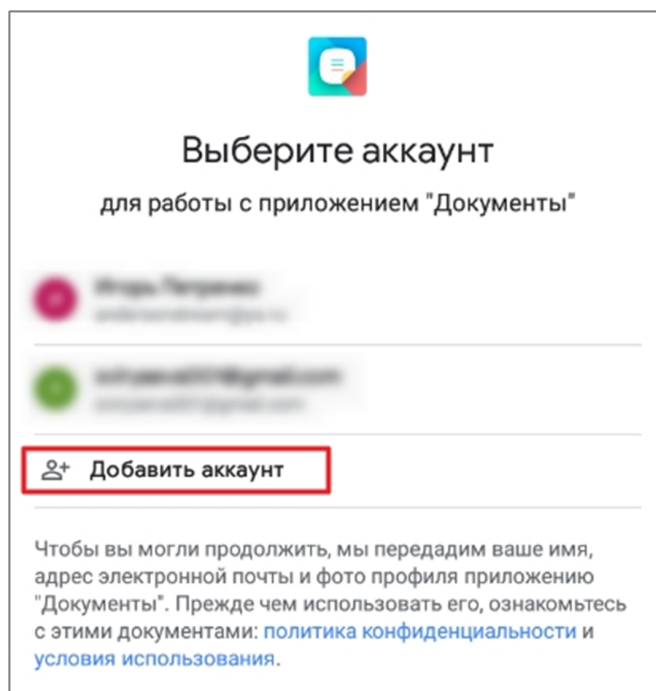 Выберите аккаунт
для работы с приложением "Документы"
Добавить аккаунт
Чтобы вы могли продолжить, мы передадим ваше имя,
адрес электронной почты и фото профиля приложению
"Документы". Прежде чем использовать его, ознакомьтесь
с этими документами: политика конфиденциальности и
условия использования.